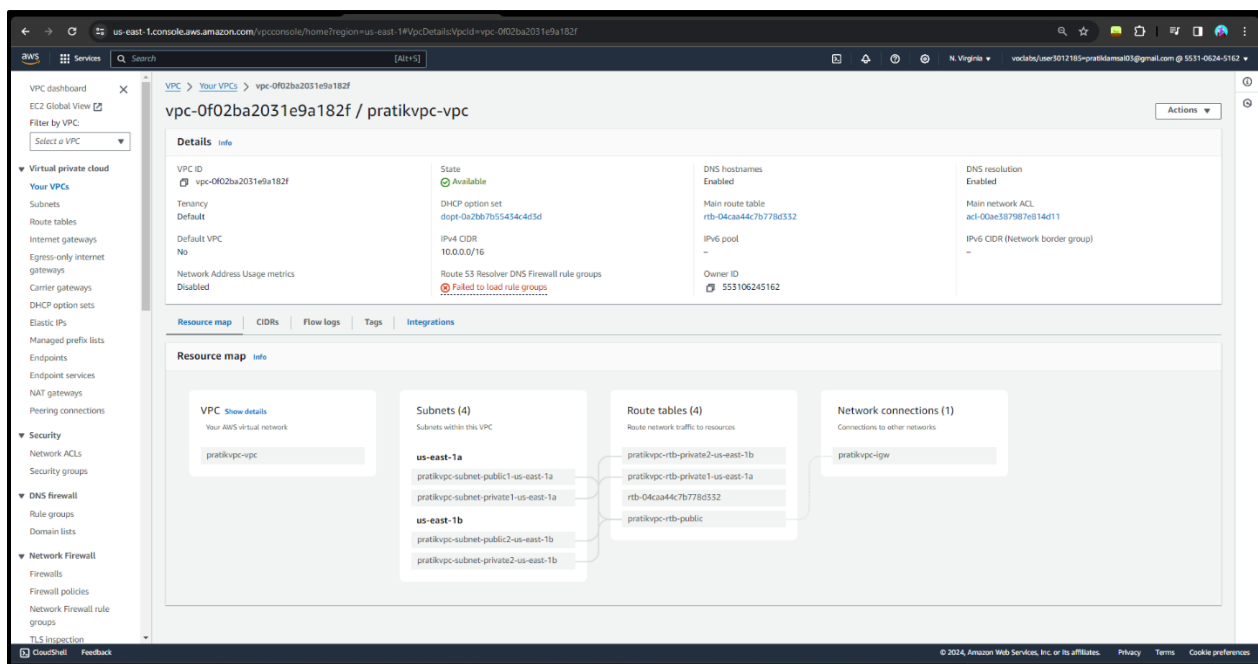 us-east-1.console.aws.amazon.com/vpcconsole/home?region=us-east-1#VpcDetails:VpcId=vpc-0f02ba2031e9a182f
aws Services Search [Alt+S] N. Virginia voclabs/user3012185=pratiklamsal03@gmail.com @ 5531-0624-5162
VPC dashboard
EC2 Global View
Filter by VPC:
Select a VPC
Virtual private cloud
Your VPCs
Subnets
Route tables
Internet gateways
Egress-only internet
gateways
Carrier gateways
DHCP option sets
Elastic IPs
Managed prefix lists
Endpoints
Endpoint services
NAT gateways
Peering connections
Security
Network ACLs
Security groups
DNS firewall
Rule groups
Domain lists
Network Firewall
Firewalls
Firewall policies
Network Firewall rule
groups
TLS inspection
VPC > Your VPCs > vpc-0f02ba2031e9a182f
vpc-0f02ba2031e9a182f / pratikvpc-vpc
Actions
Details Info
VPC ID
vpc-0f02ba2031e9a182f
State
Available
DNS hostnames
Enabled
DNS resolution
Enabled
Tenancy
Default
DHCP option set
dopt-0a2bb7b55434c4d3d
Main route table
rtb-04caa44c7b778d332
Main network ACL
acl-00ae387987e814d11
Default VPC
No
IPv4 CIDR
10.0.0.0/16
IPv6 pool
–
IPv6 CIDR (Network border group)
–
Network Address Usage metrics
Disabled
Route 53 Resolver DNS Firewall rule groups
Failed to load rule groups
Owner ID
553106245162
Resource map CIDRs Flow logs Tags Integrations
Resource map Info
VPC Show details
Your AWS virtual network
pratikvpc-vpc
Subnets (4)
Subnets within this VPC
us-east-1a
pratikvpc-subnet-public1-us-east-1a
pratikvpc-subnet-private1-us-east-1a
us-east-1b
pratikvpc-subnet-public2-us-east-1b
pratikvpc-subnet-private2-us-east-1b
Route tables (4)
Route network traffic to resources
pratikvpc-rtb-private2-us-east-1b
pratikvpc-rtb-private1-us-east-1a
rtb-04caa44c7b778d332
pratikvpc-rtb-public
Network connections (1)
Connections to other networks
pratikvpc-igw
CloudShell Feedback © 2024, Amazon Web Services, Inc. or its affiliates. Privacy Terms Cookie preferences